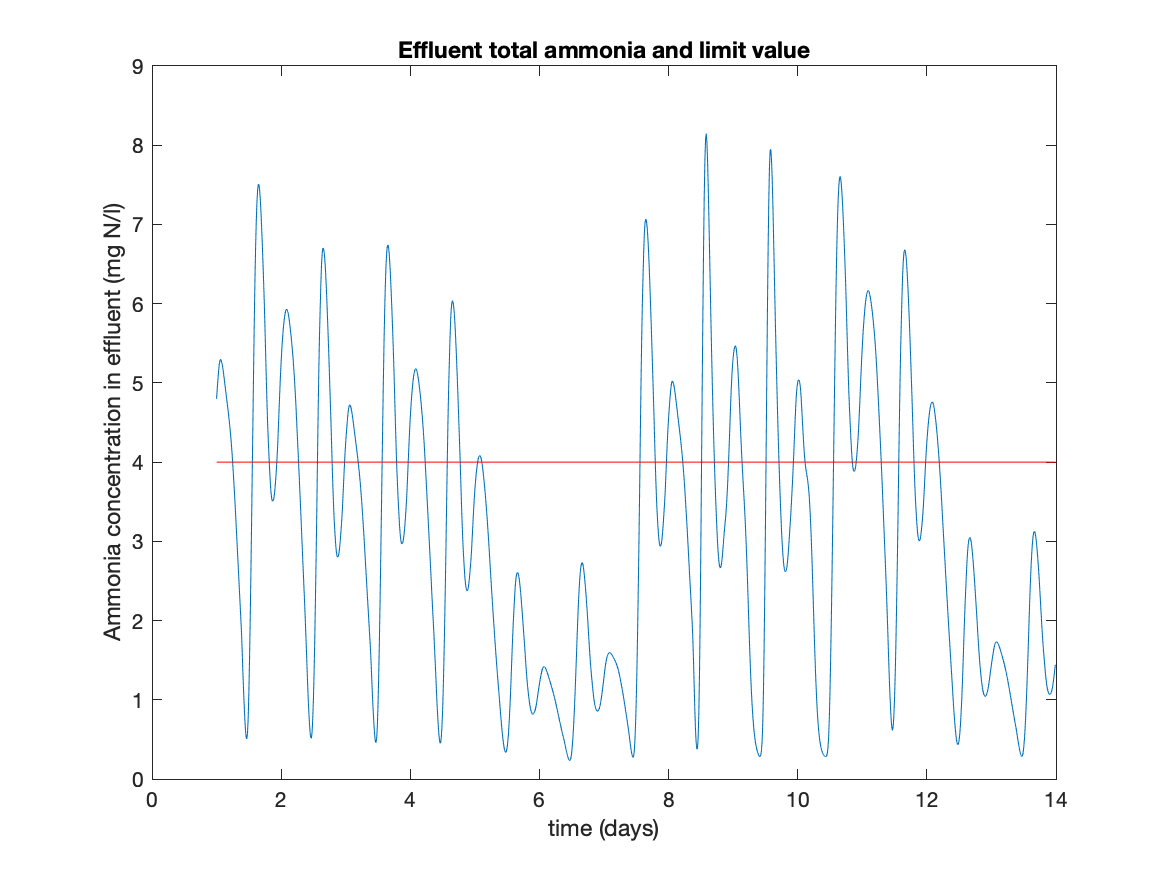 Effluent total ammonia and limit value
9
8
7
6
5
4
3
2
1
0
Ammonia concentration in effluent (mg N/l)
0 2 4 6 8 10 12 14
time (days)